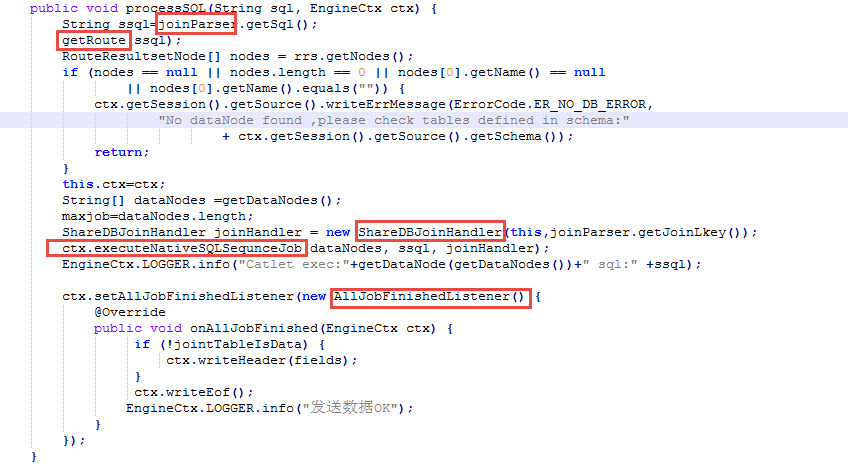 public void processSQL(String sql, EngineCtx ctx) {
String ssql=joinParser.getSql();
getRoute(ssql);
RouteResultsetNode[] nodes = rrs.getNodes();
if (nodes == null || nodes.length == 0 || nodes[0].getName() == null
|| nodes[0].getName().equals("")) {
ctx.getSession().getSource().writeErrMessage(ErrorCode.ER_NO_DB_ERROR,
"No dataNode found ,please check tables defined in schema:"
+ ctx.getSession().getSource().getSchema());
return;
}
this.ctx=ctx;
String[] dataNodes =getDataNodes();
maxjob=dataNodes.length;
ShareDBJoinHandler joinHandler = new ShareDBJoinHandler(this,joinParser.getJoinLkey());
ctx.executeNativeSQLSequnceJob(dataNodes, ssql, joinHandler);
EngineCtx.LOGGER.info("Catlet exec:"+getDataNode(getDataNodes())+" sql:" +ssql);
ctx.setAllJobFinishedListener(new AllJobFinishedListener() {
@Override
public void onAllJobFinished(EngineCtx ctx) {
if (!jointTableIsData) {
ctx.writeHeader(fields);
}
ctx.writeEof();
EngineCtx.LOGGER.info("发送数据OK");
}
});
}